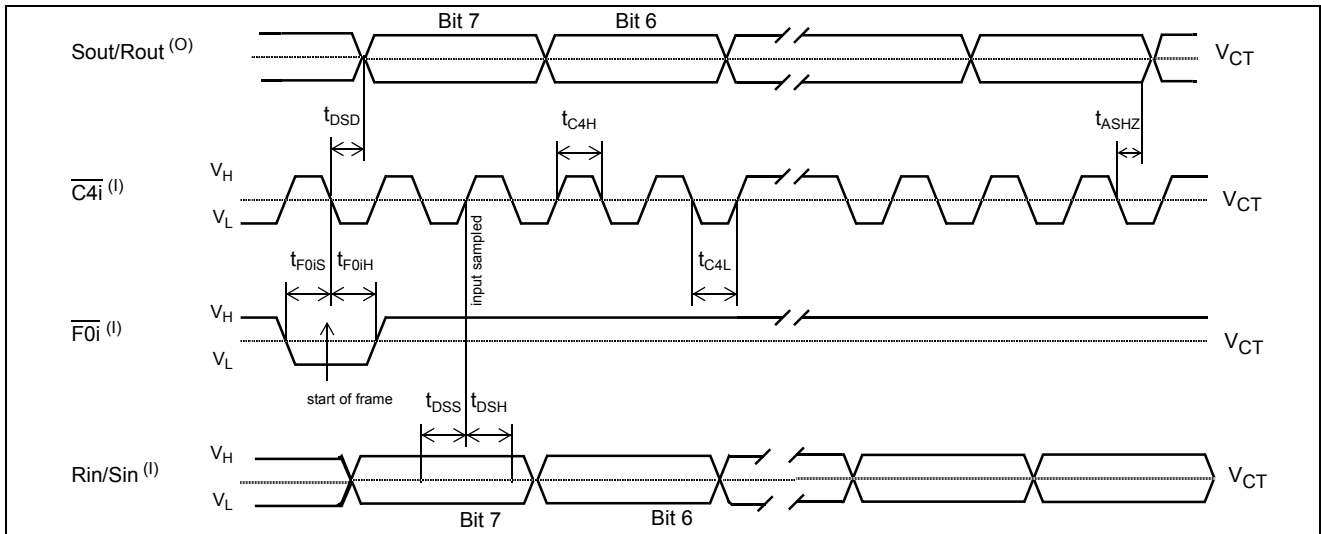 Bit 7 Bit 6
Sout/Rout (O) VCT
tDSD tC4H tASHZ
VH
C4i (I) VCT
VL
tF0iS tF0iH input sampled tC4L
VH
F0i (I) VCT
VL
start of frame tDSS tDSH
VH
Rin/Sin (I) VCT
VL
Bit 7 Bit 6